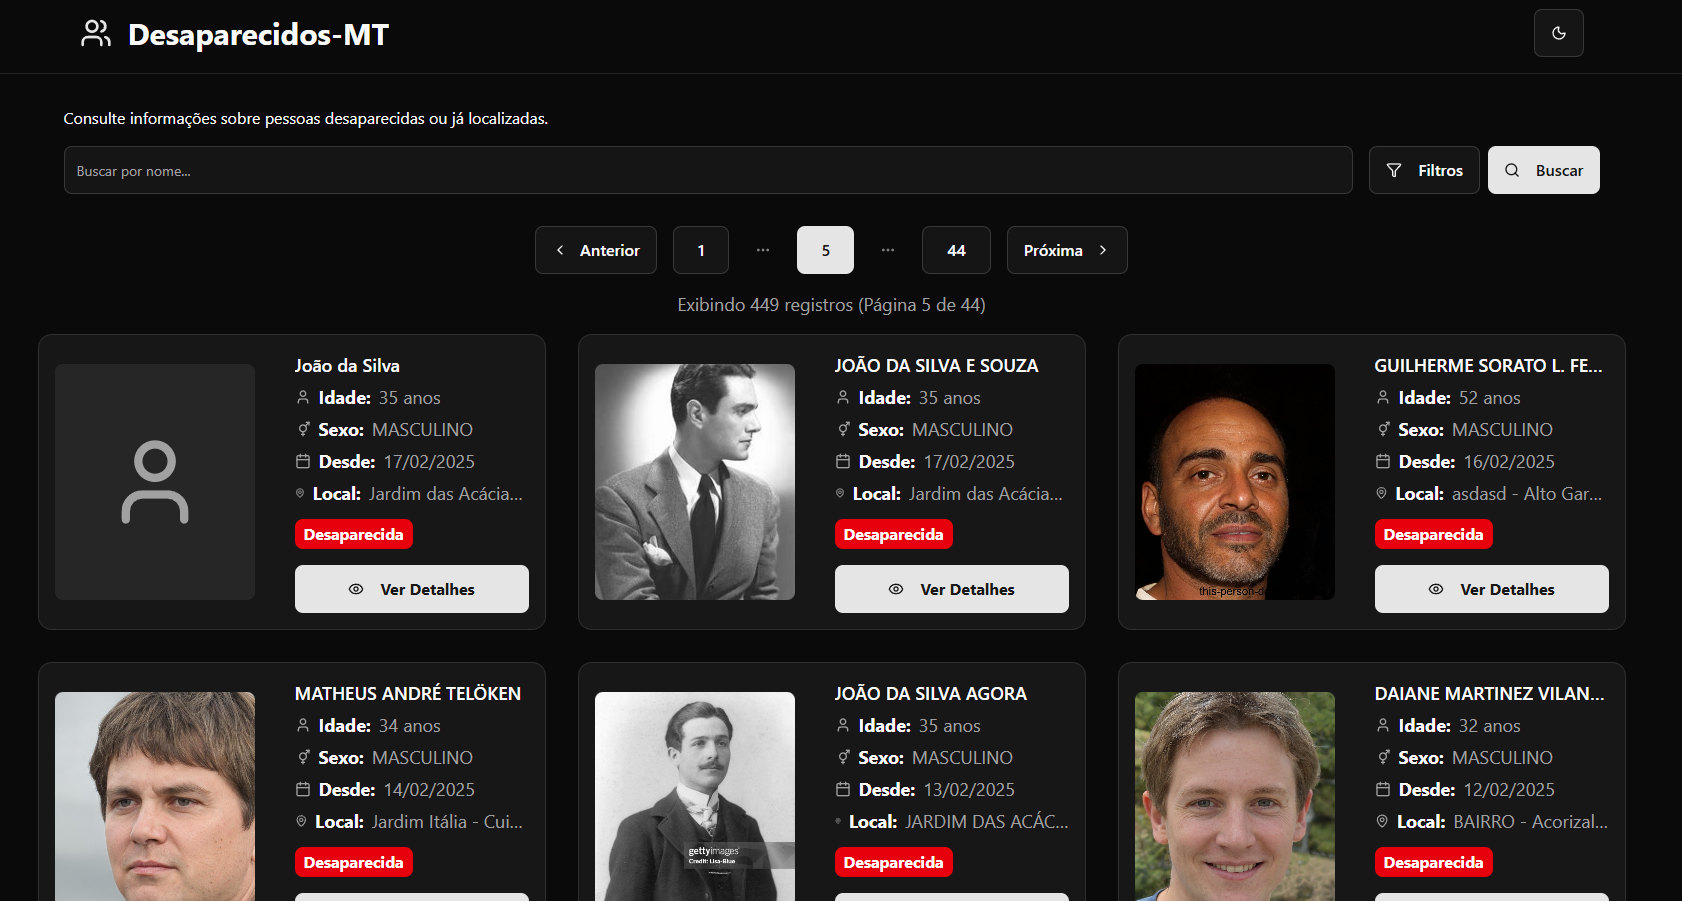 Desaparecidos-MT
Consulte informações sobre pessoas desaparecidas ou já localizadas.
Buscar por nome...
Filtros
Buscar
Anterior
1
...
5
...
44
Próxima
Exibindo 449 registros (Página 5 de 44)
João da Silva
Idade: 35 anos
Sexo: MASCULINO
Desde: 17/02/2025
Local: Jardim das Acácia...
Desaparecida
Ver Detalhes
JOÃO DA SILVA E SOUZA
Idade: 35 anos
Sexo: MASCULINO
Desde: 17/02/2025
Local: Jardim das Acácia...
Desaparecida
Ver Detalhes
this-person-d
GUILHERME SORATO L. FE...
Idade: 52 anos
Sexo: MASCULINO
Desde: 16/02/2025
Local: asdasd - Alto Gar...
Desaparecida
Ver Detalhes
MATHEUS ANDRÉ TELÖKEN
Idade: 34 anos
Sexo: MASCULINO
Desde: 14/02/2025
Local: Jardim Itália - Cui...
Desaparecida
gettyimages
Credit: Lisa-Blue
JOÃO DA SILVA AGORA
Idade: 35 anos
Sexo: MASCULINO
Desde: 13/02/2025
Local: JARDIM DAS ACÁC...
Desaparecida
DAIANE MARTINEZ VILAN...
Idade: 32 anos
Sexo: MASCULINO
Desde: 12/02/2025
Local: BAIRRO - Acorizal...
Desaparecida